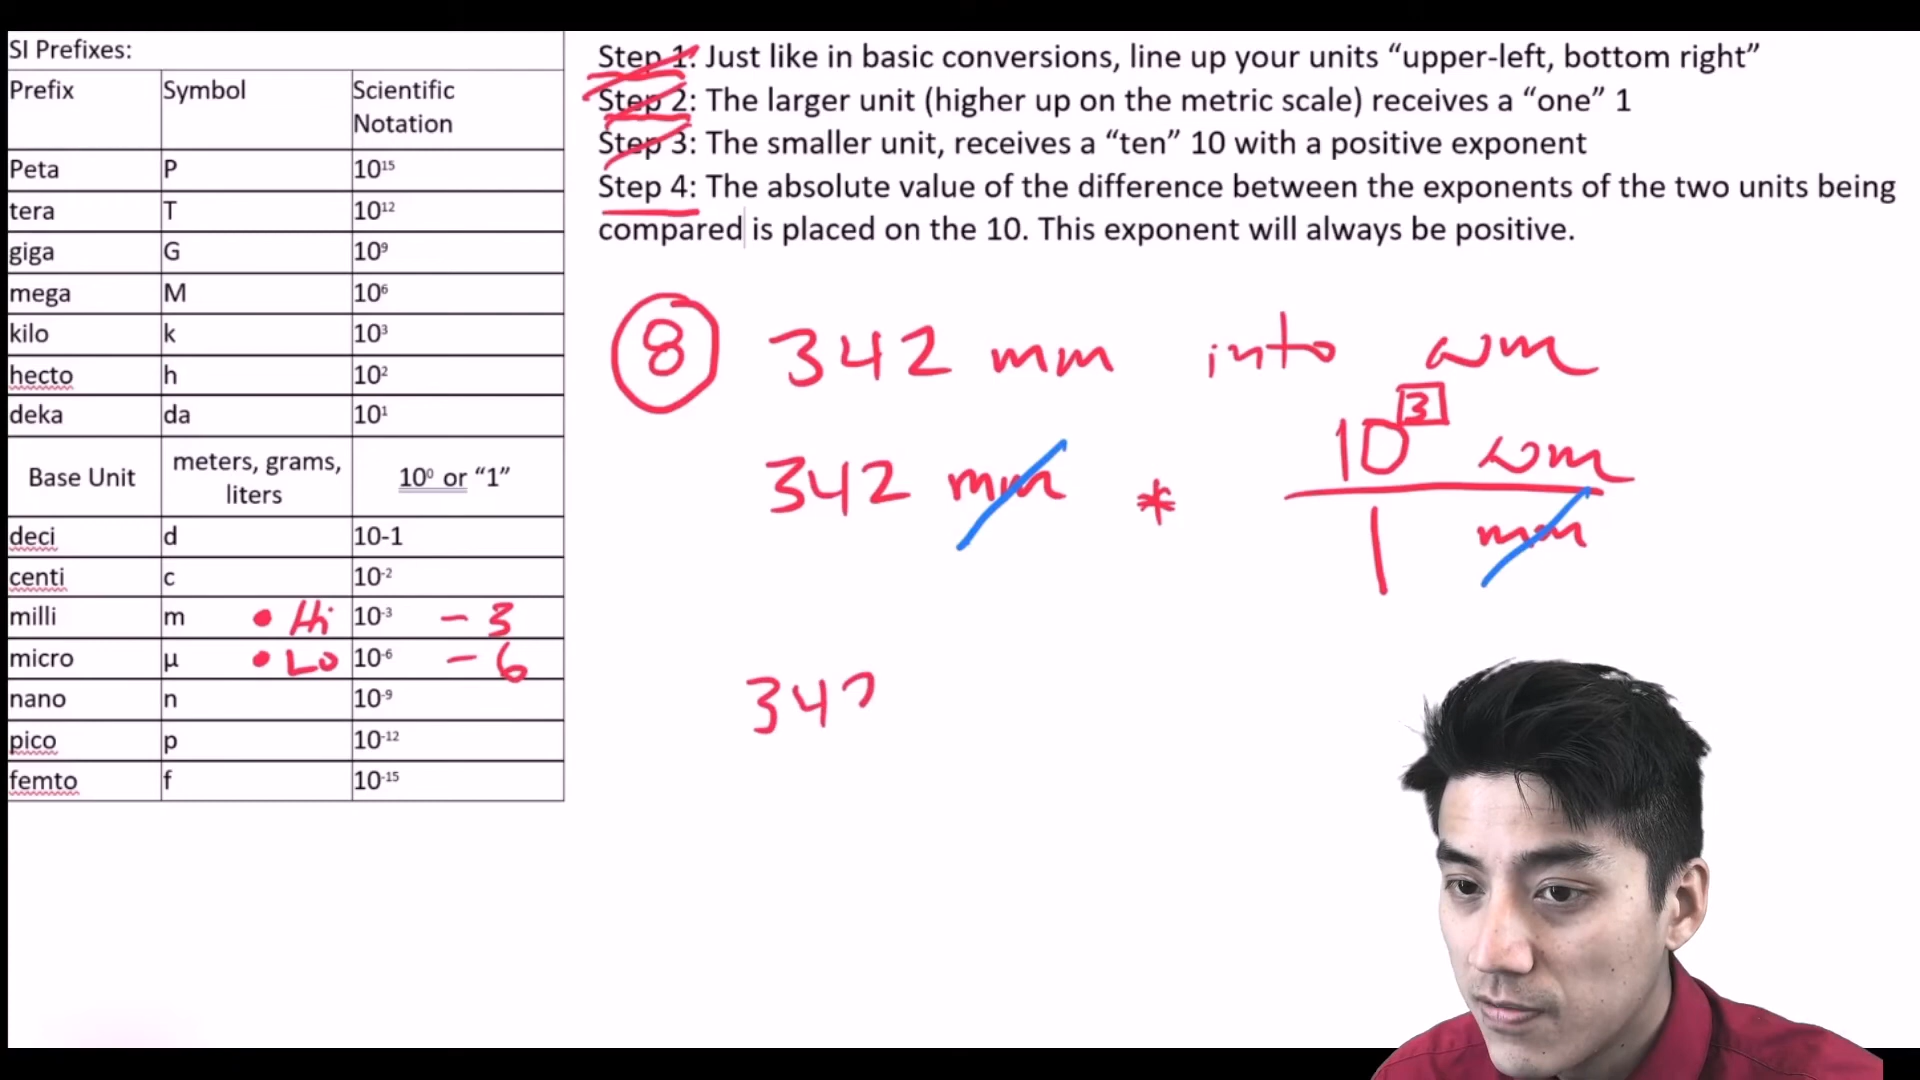 SI Prefixes:
Prefix Symbol Scientific Notation
Peta P 10¹⁵
tera T 10¹²
giga G 10⁹
mega M 10⁶
kilo k 10³
hecto h 10²
deka da 10¹
Base Unit meters, grams, liters 10⁰ or “1”
deci d 10-1
centi c 10⁻²
milli m • Hi 10⁻³ − 3
micro μ • Lo 10⁻⁶ − 6
nano n 10⁻⁹
pico p 10⁻¹²
femto f 10⁻¹⁵
Step 1: Just like in basic conversions, line up your units “upper-left, bottom right”
Step 2: The larger unit (higher up on the metric scale) receives a “one” 1
Step 3: The smaller unit, receives a “ten” 10 with a positive exponent
Step 4: The absolute value of the difference between the exponents of the two units being
compared is placed on the 10. This exponent will always be positive.
8 342 mm into μm
342 mm * 10³ μm
1 mm
342